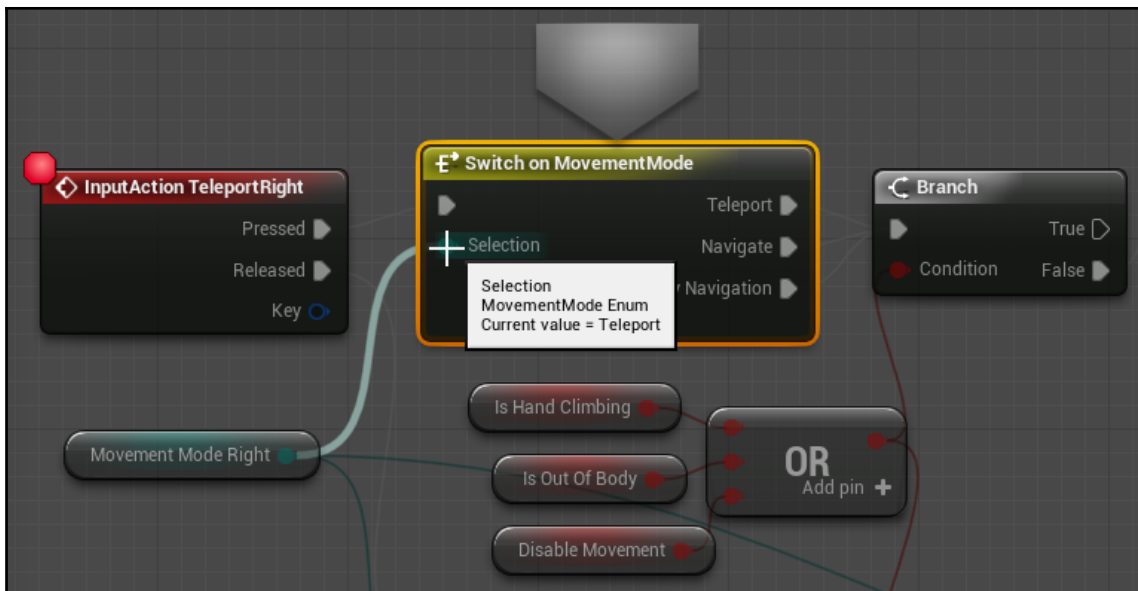 Switch on MovementMode
InputAction TeleportRight
Branch
Pressed
Teleport
True
Selection
Navigate
Released
Condition
False
Selection
MovementMode Enum
Current value = Teleport
Navigation
Key
Is Hand Climbing
Movement Mode Right
OR
Is Out Of Body
Add pin
Disable Movement